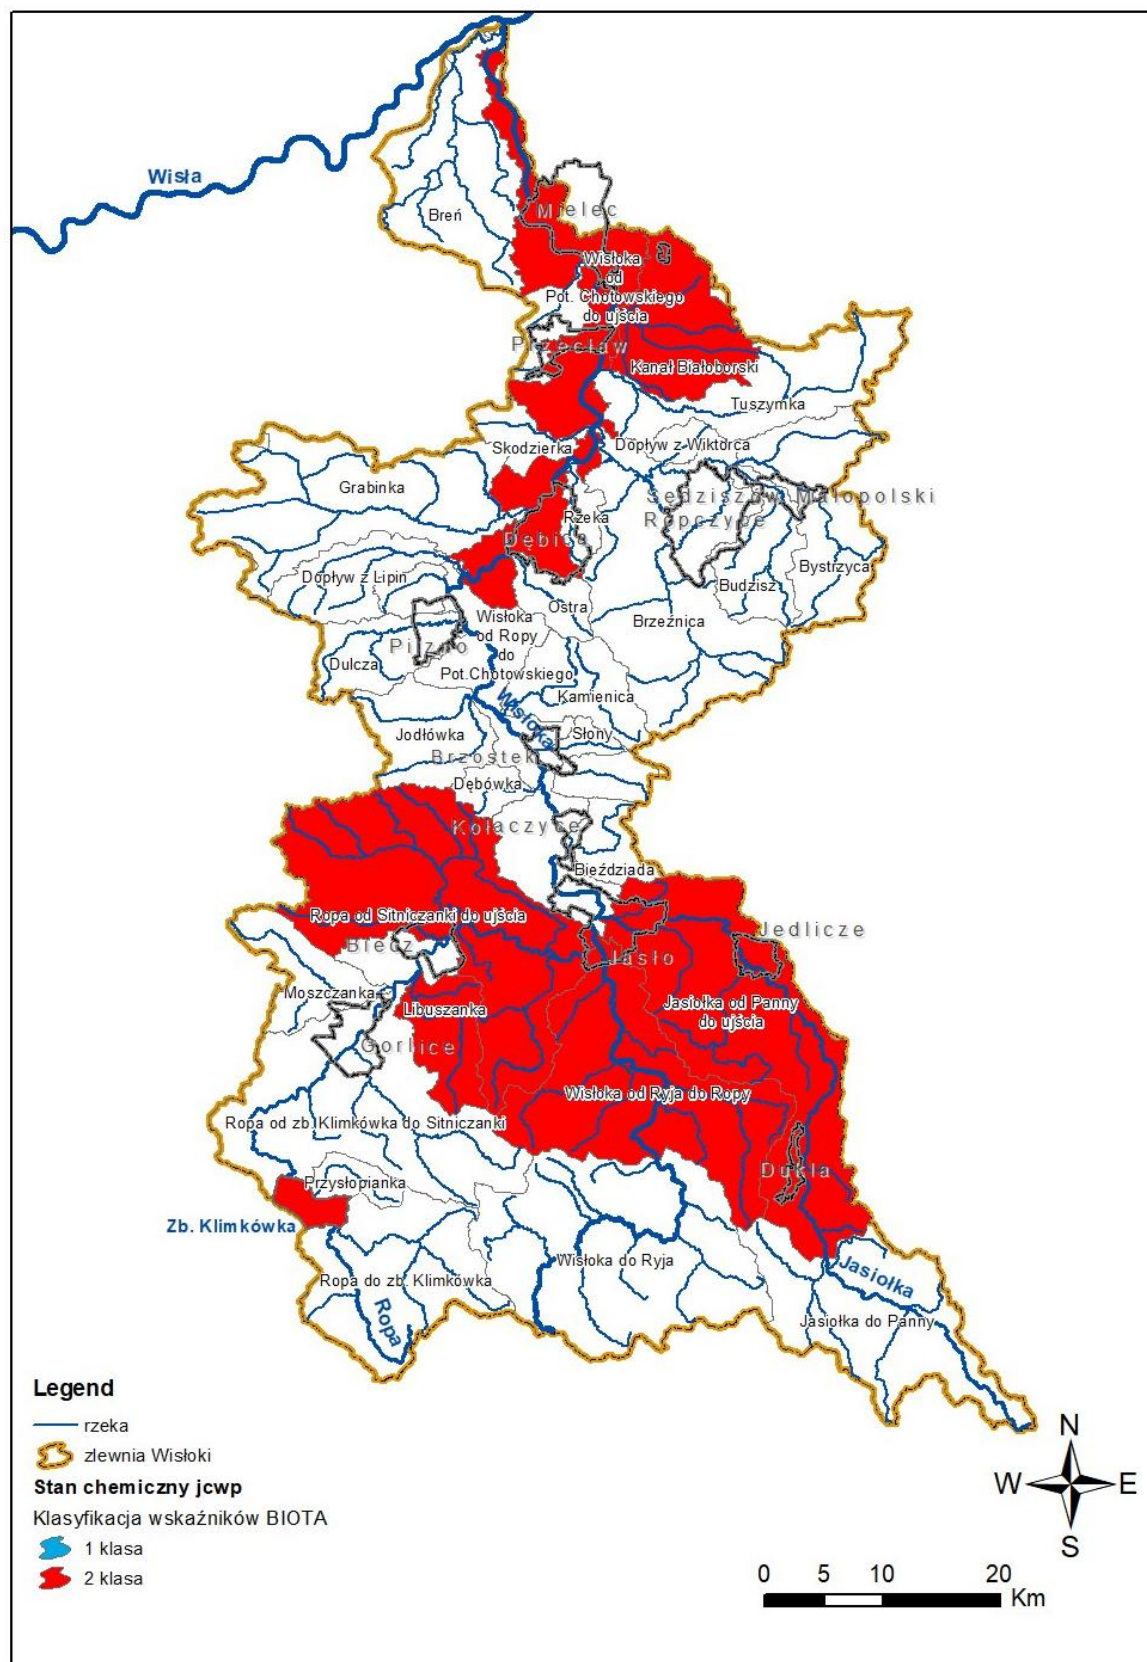 Wisła
Breń
Mielec
Wisłoka
od
Pot. Chotowskiego
do ujścia
Przecław
Kanał Białoborski
Tuszymka
Skodzierka
Dopływ z Wiktorca
Grabinka
Sędziszów Małopolski
Rzeka
Ropczyce
Dębica
Bystrzyca
Dopływ z Lipin
Budzisz
Ostra
Wisłoka
od Ropy
do
Pot.Chotowskiego
Brzeźnica
Pilzno
Dulcza
Kamienica
Wisłoka
Jodłówka
Słony
Brzostek
Dębówka
Kołaczyce
Bieździada
Ropa od Sitniczanki do ujścia
Jedlicze
Biecz
Jasło
Moszczanka
Libuszanka
Jasiołka od Panny
do ujścia
Gorlice
Wisłoka od Ryja do Ropy
Ropa od zb. Klimkówka do Sitniczanki
Dukla
Przysłopianka
Zb. Klimkówka
Wisłoka do Ryja
Ropa do zb. Klimkówka
Jasiołka
Ropa
Jasiołka do Panny
Legend
rzeka
zlewnia Wisłoki
Stan chemiczny jcwp
Klasyfikacja wskaźników BIOTA
1 klasa
2 klasa
N
W E
S
0 5 10 20
Km